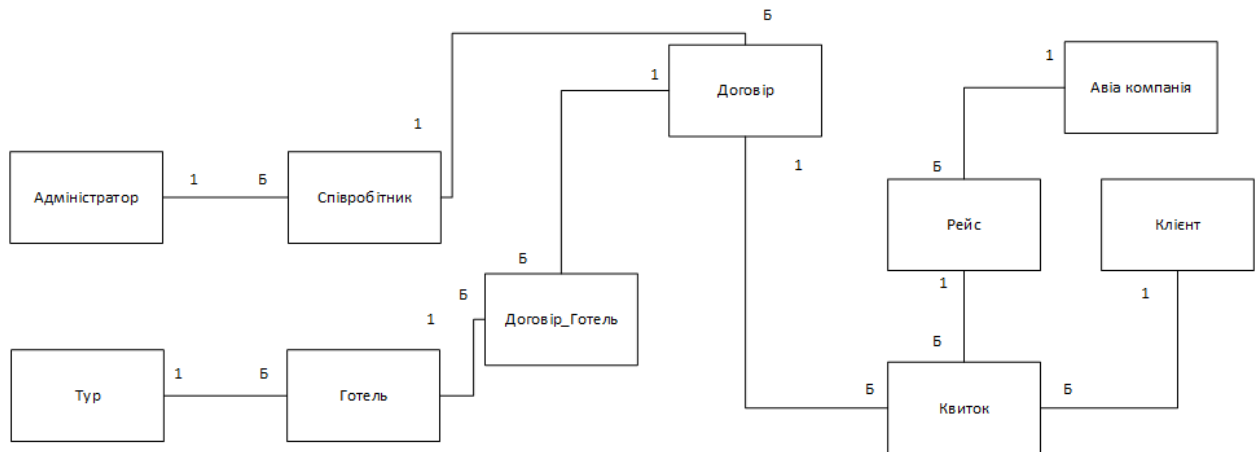 Б
1
Договір
1
Авіа компанія
1
1
Б
Адміністратор
1
Б
Співробітник
Рейс
Клієнт
Б
Б
1
Договір_Готель
1
1
Тур
1
Б
Готель
Б
Б
Б
Квиток